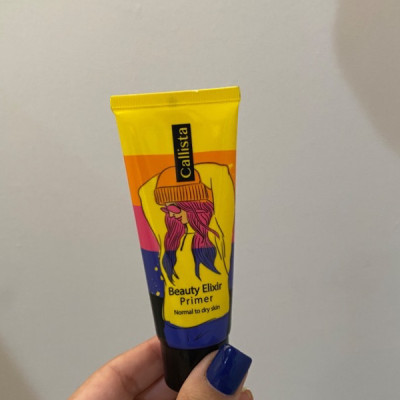 Callista
Beauty Elixir
Primer
Normal to dry skin